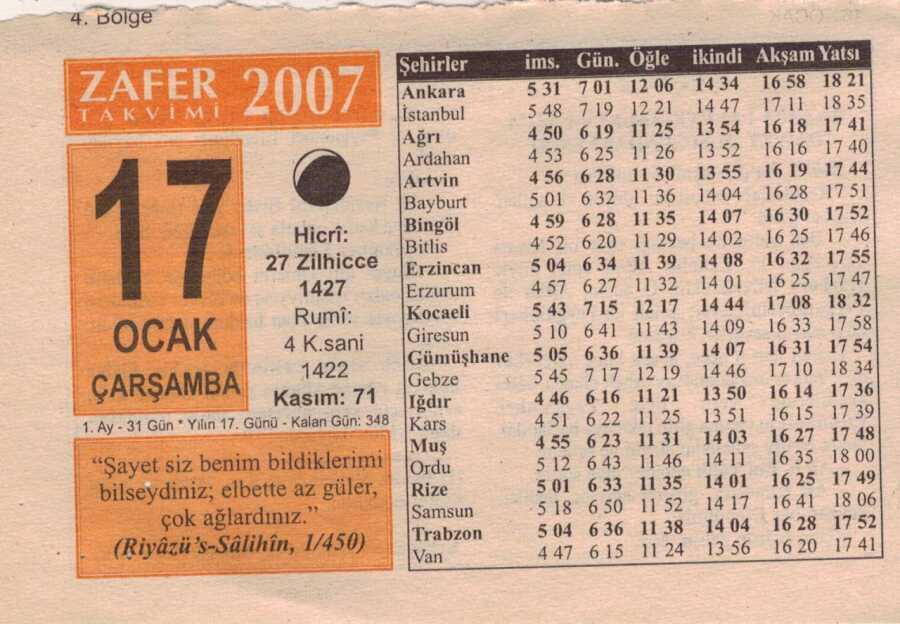 4. Bölge
ZAFER
TAKVİMİ
2007
17
OCAK
ÇARŞAMBA
Hicrî:
27 Zilhicce
1427
Rumî:
4 K.sani
1422
Kasım: 71
1. Ay - 31 Gün * Yılın 17. Günü - Kalan Gün: 348
“Şayet siz benim bildiklerimi
bilseydiniz; elbette az güler,
çok ağlardınız.”
(Riyâzü's-Sâlihîn, 1/450)
Şehirler ims. Gün. Öğle ikindi Akşam Yatsı
Ankara 5 31 7 01 12 06 14 34 16 58 18 21
İstanbul 5 48 7 19 12 21 14 47 17 11 18 35
Ağrı 4 50 6 19 11 25 13 54 16 18 17 41
Ardahan 4 53 6 25 11 26 13 52 16 16 17 40
Artvin 4 56 6 28 11 30 13 55 16 19 17 44
Bayburt 5 01 6 32 11 36 14 04 16 28 17 51
Bingöl 4 59 6 28 11 35 14 07 16 30 17 52
Bitlis 4 52 6 20 11 29 14 02 16 25 17 46
Erzincan 5 04 6 34 11 39 14 08 16 32 17 55
Erzurum 4 57 6 27 11 32 14 01 16 25 17 47
Kocaeli 5 43 7 15 12 17 14 44 17 08 18 32
Giresun 5 10 6 41 11 43 14 09 16 33 17 58
Gümüşhane 5 05 6 36 11 39 14 07 16 31 17 54
Gebze 5 45 7 17 12 19 14 46 17 10 18 34
Iğdır 4 46 6 16 11 21 13 50 16 14 17 36
Kars 4 51 6 22 11 25 13 51 16 15 17 39
Muş 4 55 6 23 11 31 14 03 16 27 17 48
Ordu 5 12 6 43 11 46 14 11 16 35 18 00
Rize 5 01 6 33 11 35 14 01 16 25 17 49
Samsun 5 18 6 50 11 52 14 17 16 41 18 06
Trabzon 5 04 6 36 11 38 14 04 16 28 17 52
Van 4 47 6 15 11 24 13 56 16 20 17 41